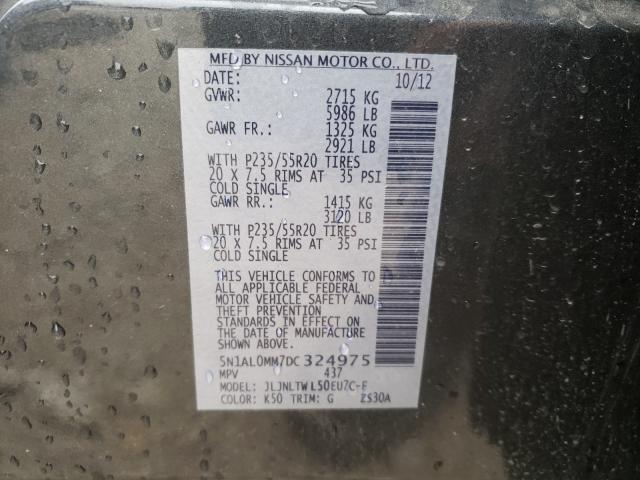 MFD BY NISSAN MOTOR CO., LTD.
DATE: 10/12
GVWR: 2715 KG
5986 LB
GAWR FR.: 1325 KG
2921 LB
WITH P235/55R20 TIRES
20 X 7.5 RIMS AT 35 PSI
COLD SINGLE
GAWR RR.: 1415 KG
3120 LB
WITH P235/55R20 TIRES
20 X 7.5 RIMS AT 35 PSI
COLD SINGLE
THIS VEHICLE CONFORMS TO
ALL APPLICABLE FEDERAL
MOTOR VEHICLE SAFETY AND
THEFT PREVENTION
STANDARDS IN EFFECT ON
THE DATE OF MANUFACTURE
SHOWN ABOVE.
5N1AL0MM7DC324975
MPV 437
MODEL: JLJNLTWL50EU7C-F
COLOR: K50 TRIM: G ZS30A